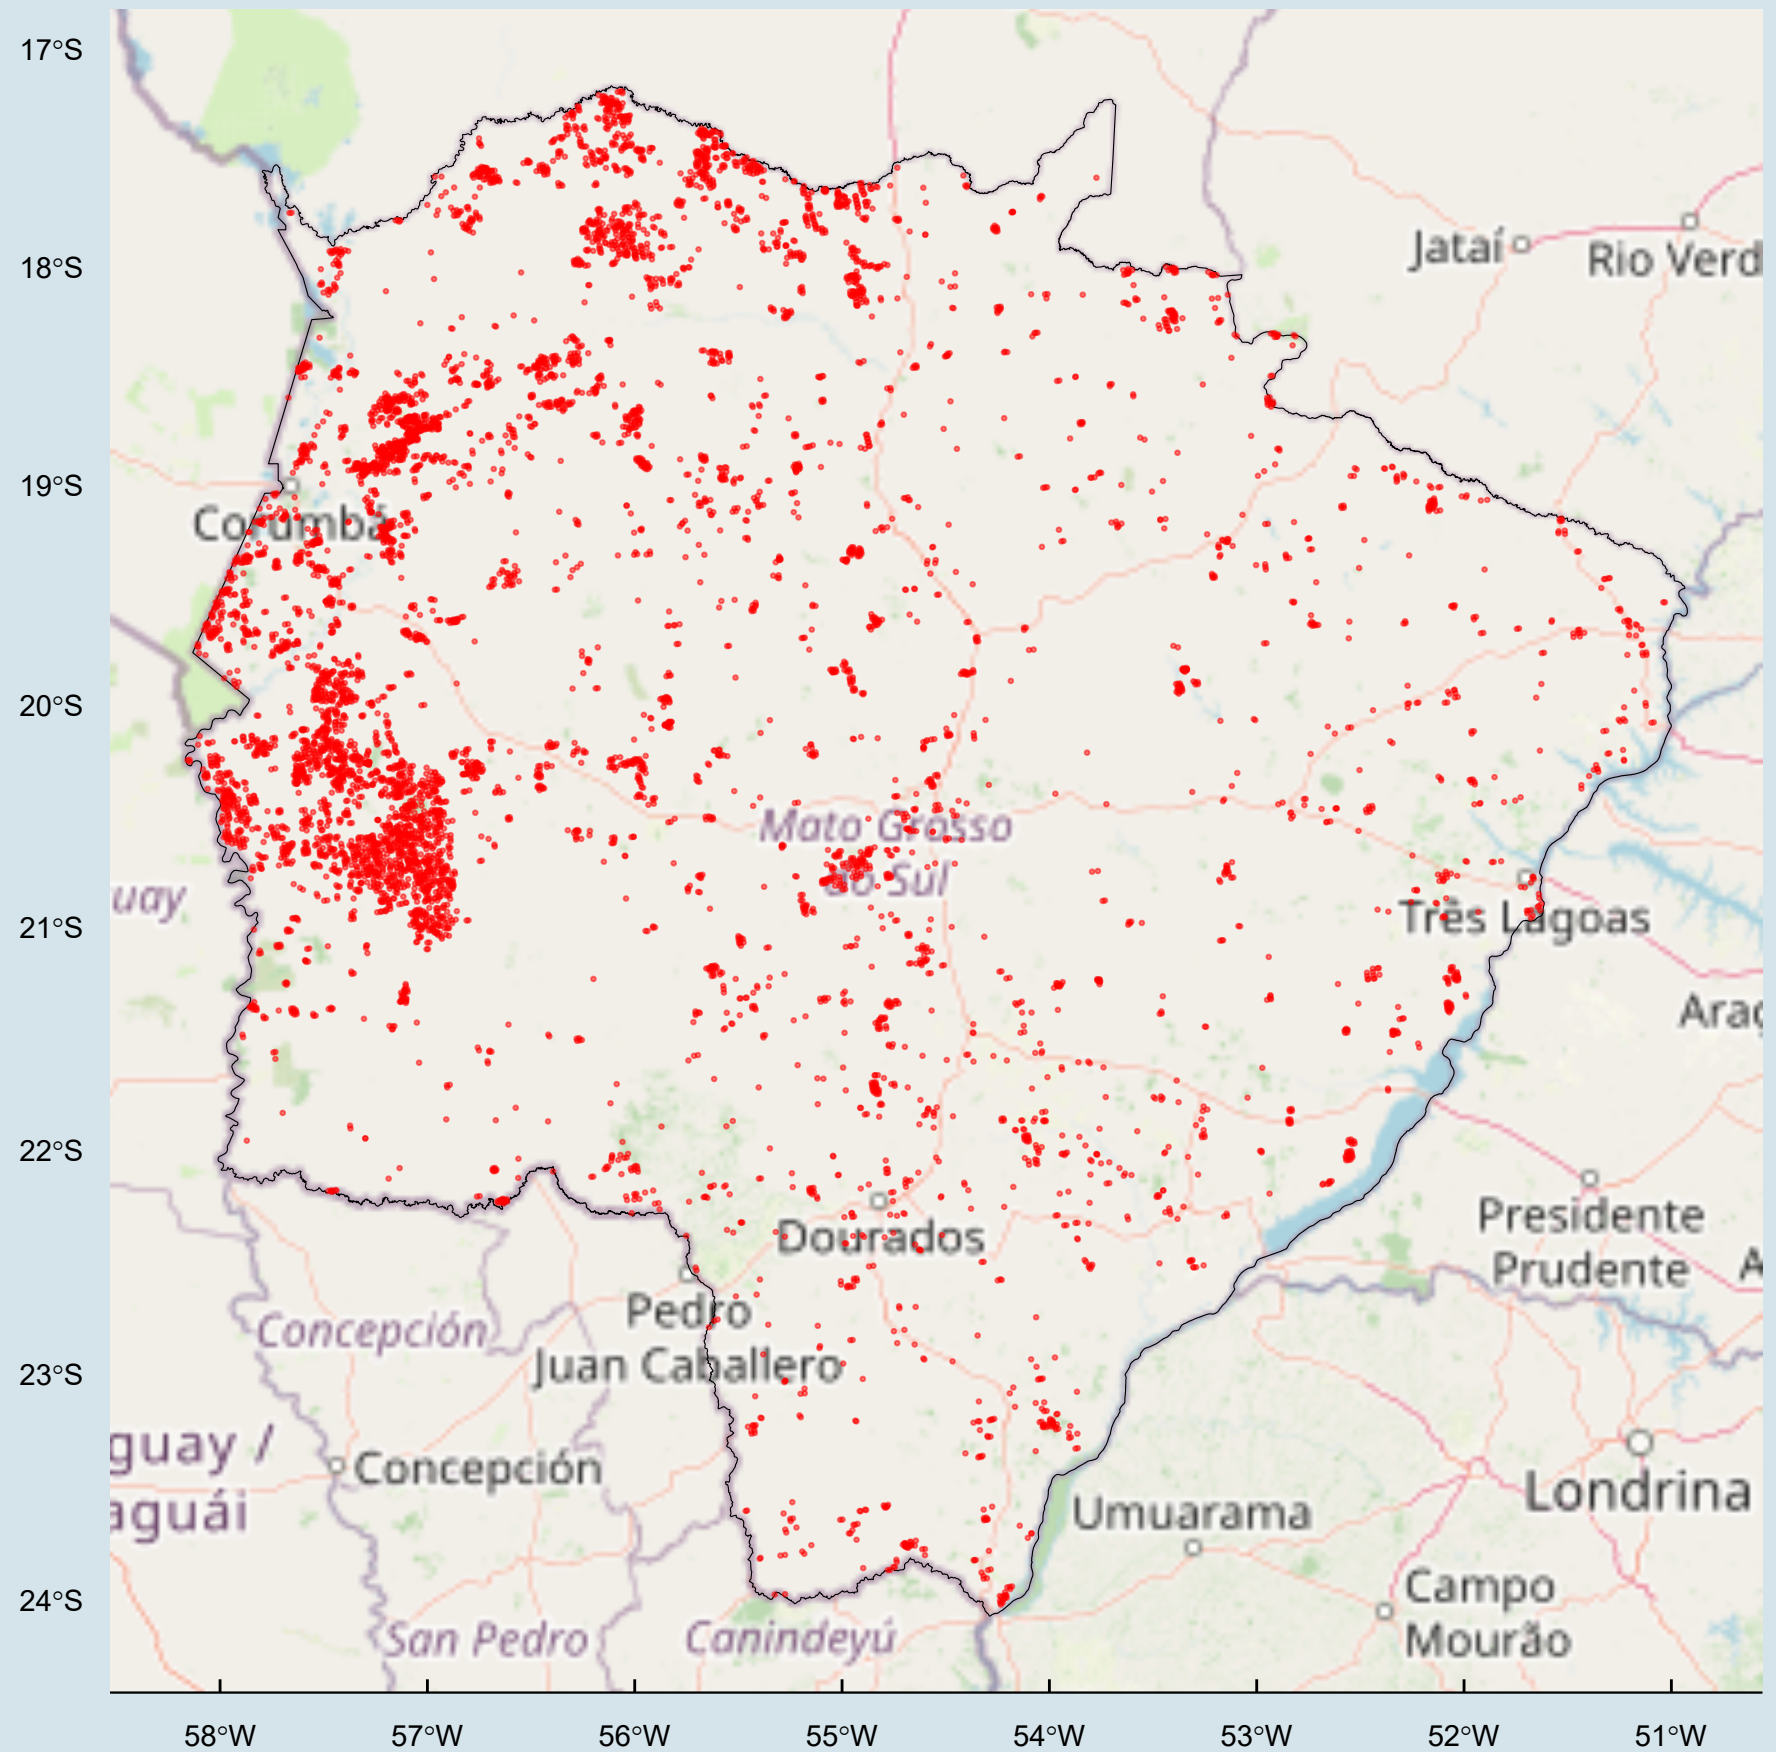 17°S
Jataí
Rio Verd
18°S
19°S
Corumbá
20°S
Mato Grosso
do Sul
uay
21°S
Três Lagoas
Araç
22°S
Dourados
Presidente
Prudente
A
Pedro
Juan Caballero
Concepción
23°S
guay /
aguái
Concepción
Londrina
Umuarama
24°S
Campo
Mourão
San Pedro
Canindeyú
58°W
57°W
56°W
55°W
54°W
53°W
52°W
51°W